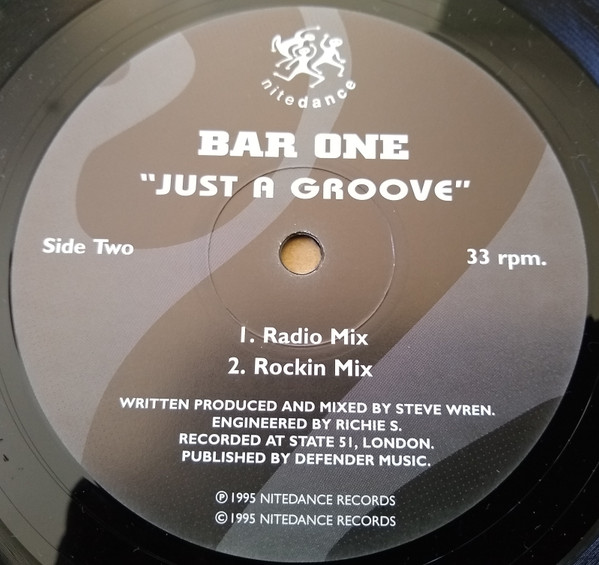 nitedance
BAR ONE
"JUST A GROOVE"
Side Two
33 rpm.
1. Radio Mix
2. Rockin Mix
WRITTEN PRODUCED AND MIXED BY STEVE WREN.
ENGINEERED BY RICHIE S.
RECORDED AT STATE 51, LONDON.
PUBLISHED BY DEFENDER MUSIC.
℗ 1995 NITEDANCE RECORDS
© 1995 NITEDANCE RECORDS